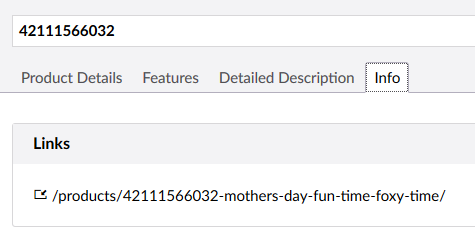 42111566032
Product Details Features Detailed Description Info
Links
/products/42111566032-mothers-day-fun-time-foxy-time/